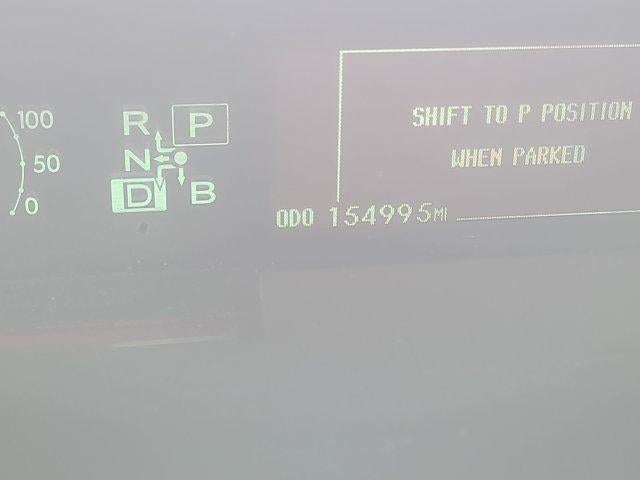 100
50
0
R P
N
D B
SHIFT TO P POSITION
WHEN PARKED
ODO 154995MI